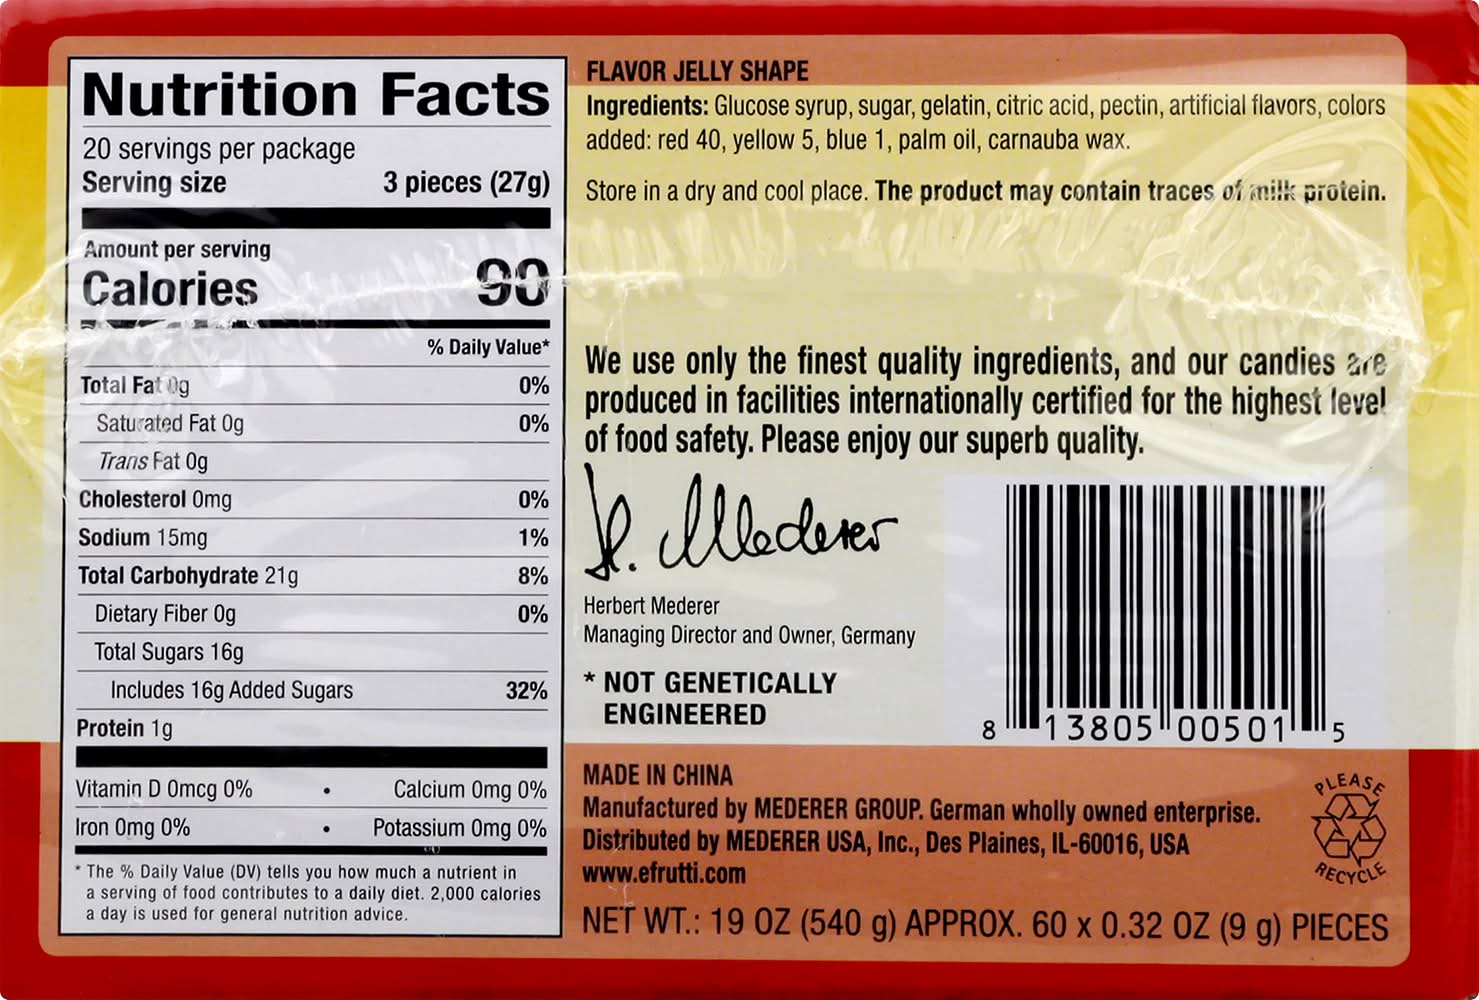 Nutrition Facts
20 servings per package
Serving size 3 pieces (27g)
Amount per serving
Calories 90
% Daily Value*
Total Fat 0g 0%
Saturated Fat 0g 0%
Trans Fat 0g
Cholesterol 0mg 0%
Sodium 15mg 1%
Total Carbohydrate 21g 8%
Dietary Fiber 0g 0%
Total Sugars 16g
Includes 16g Added Sugars 32%
Protein 1g
Vitamin D 0mcg 0% • Calcium 0mg 0%
Iron 0mg 0% • Potassium 0mg 0%
* The % Daily Value (DV) tells you how much a nutrient in
a serving of food contributes to a daily diet. 2,000 calories
a day is used for general nutrition advice.
FLAVOR JELLY SHAPE
Ingredients: Glucose syrup, sugar, gelatin, citric acid, pectin, artificial flavors, colors
added: red 40, yellow 5, blue 1, palm oil, carnauba wax.
Store in a dry and cool place. The product may contain traces of milk protein.
We use only the finest quality ingredients, and our candies are
produced in facilities internationally certified for the highest level
of food safety. Please enjoy our superb quality.
H. Mederer
Herbert Mederer
Managing Director and Owner, Germany
* NOT GENETICALLY
ENGINEERED
8 13805 00501 5
MADE IN CHINA
Manufactured by MEDERER GROUP. German wholly owned enterprise.
Distributed by MEDERER USA, Inc., Des Plaines, IL-60016, USA
www.efrutti.com
PLEASE
RECYCLE
NET WT.: 19 OZ (540 g) APPROX. 60 x 0.32 OZ (9 g) PIECES